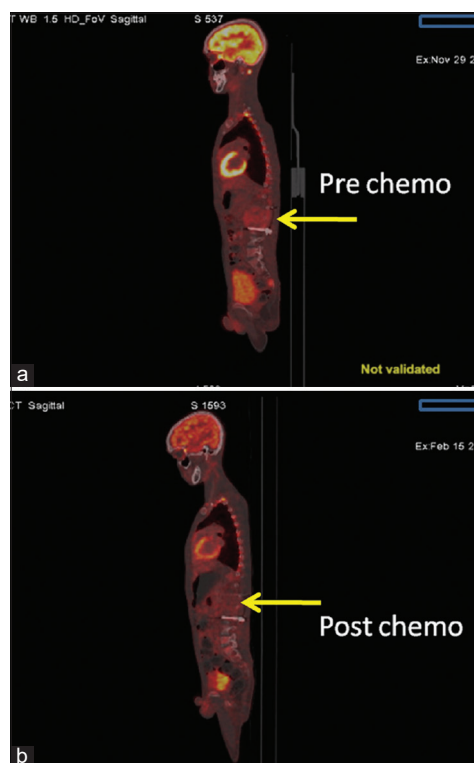 T WB 1.5 HD_FoV Sagittal S 537
Ex:Nov 29 2
Pre chemo
Not validated
a
CT Sagittal S 1593
Ex:Feb 15 2
Post chemo
b